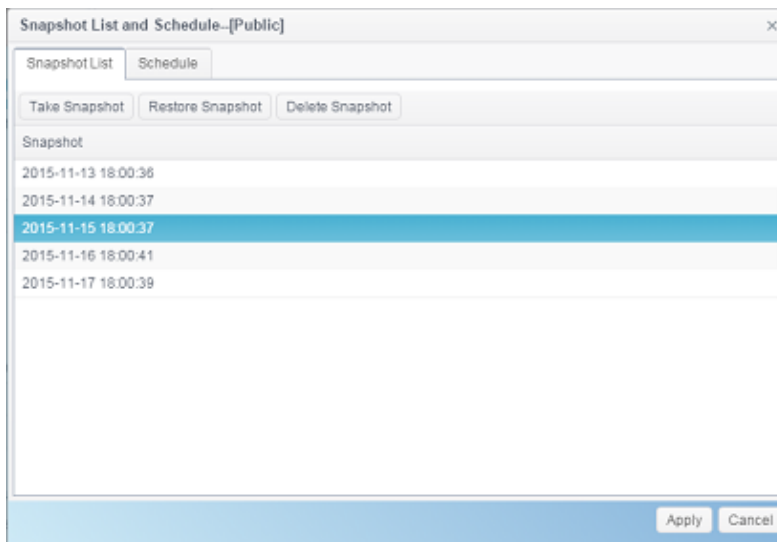 Snapshot List and Schedule--[Public]
Snapshot List Schedule
Take Snapshot Restore Snapshot Delete Snapshot
Snapshot
2015-11-13 18:00:36
2015-11-14 18:00:37
2015-11-15 18:00:37
2015-11-16 18:00:41
2015-11-17 18:00:39
Apply Cancel